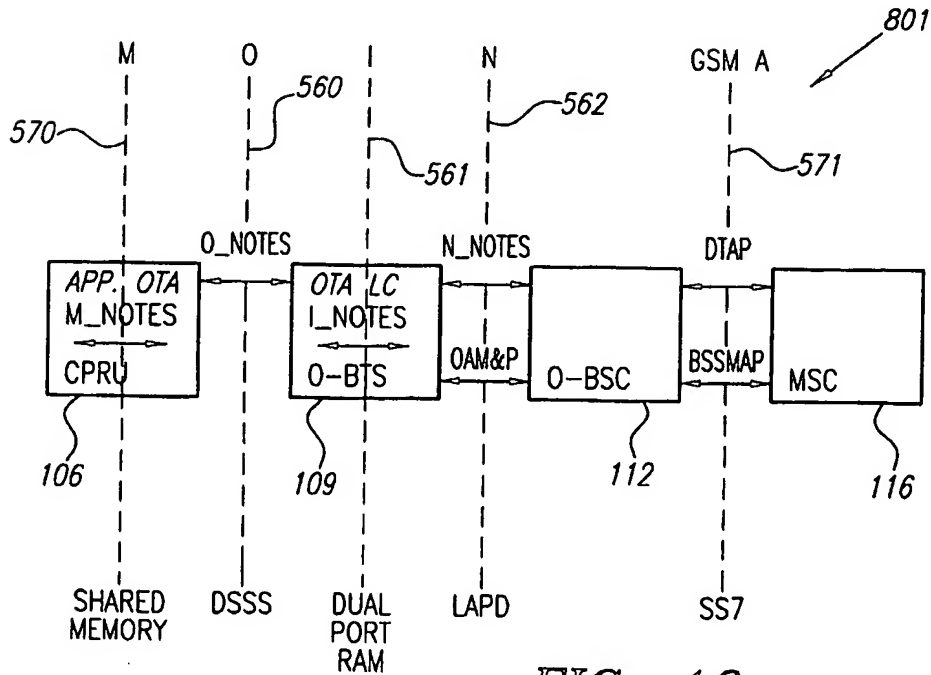 801
M O I N GSM A
570 560 561 562 571
O_NOTES N_NOTES DTAP
APP. OTA OTA LC
M_NOTES I_NOTES
OAM&P BSSMAP
CPRU O-BTS O-BSC MSC
106 109 112 116
SHARED MEMORY DSSS DUAL PORT RAM LAPD SS7